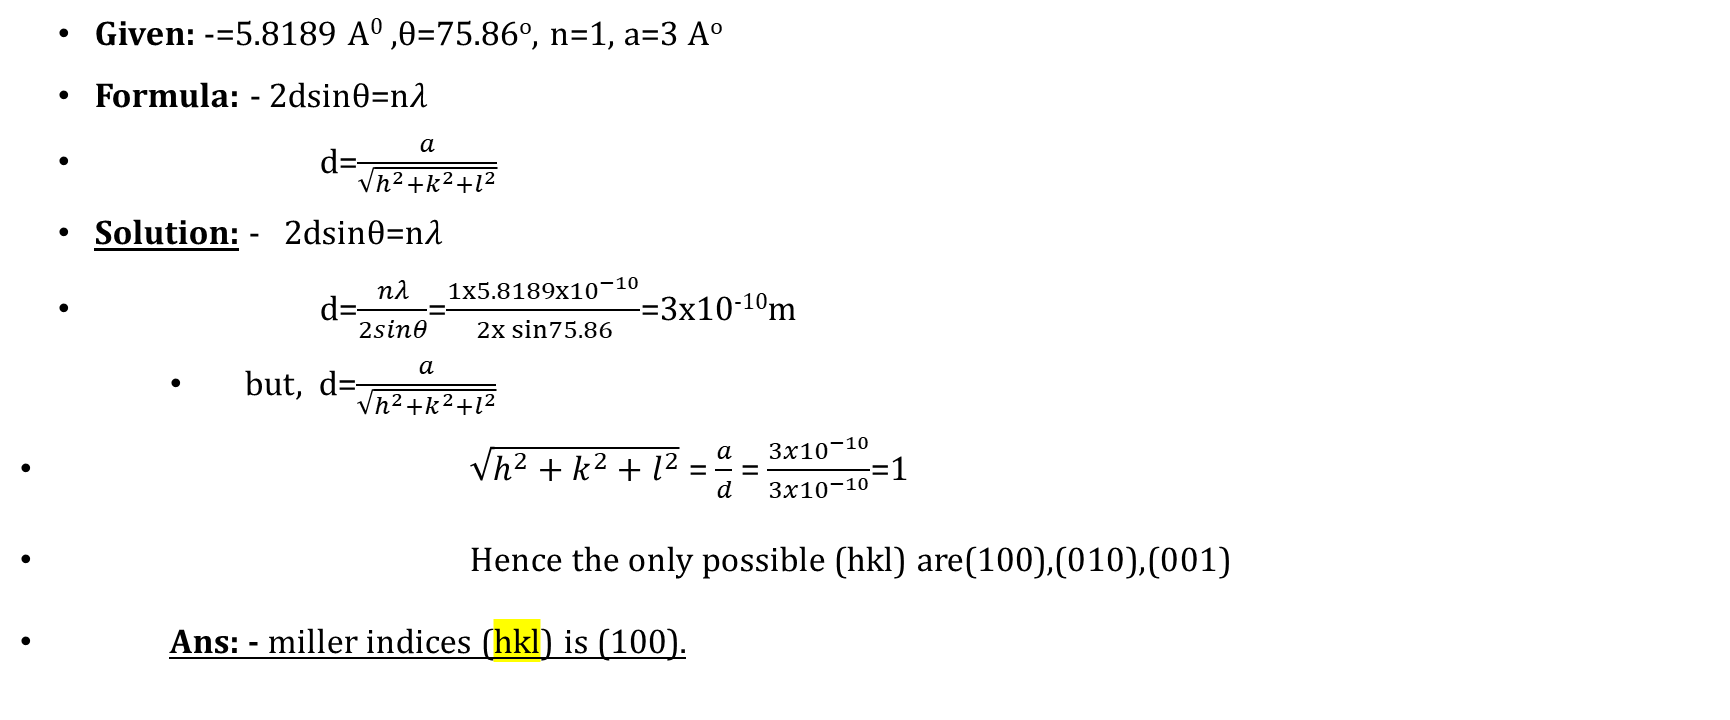 • Given: -=5.8189 A⁰ ,θ=75.86ᵒ, n=1, a=3 Aᵒ
• Formula: - 2dsinθ=n𝜆
• d=a/√(h²+k²+l²)
• Solution: - 2dsinθ=n𝜆
• d=n𝜆/2sinθ=1x5.8189x10⁻¹⁰/2x sin75.86=3x10⁻¹⁰m
• but, d=a/√(h²+k²+l²)
• √(h² + k² + l²) = a/d = 3x10⁻¹⁰/3x10⁻¹⁰=1
• Hence the only possible (hkl) are(100),(010),(001)
• Ans: - miller indices (hkl) is (100).